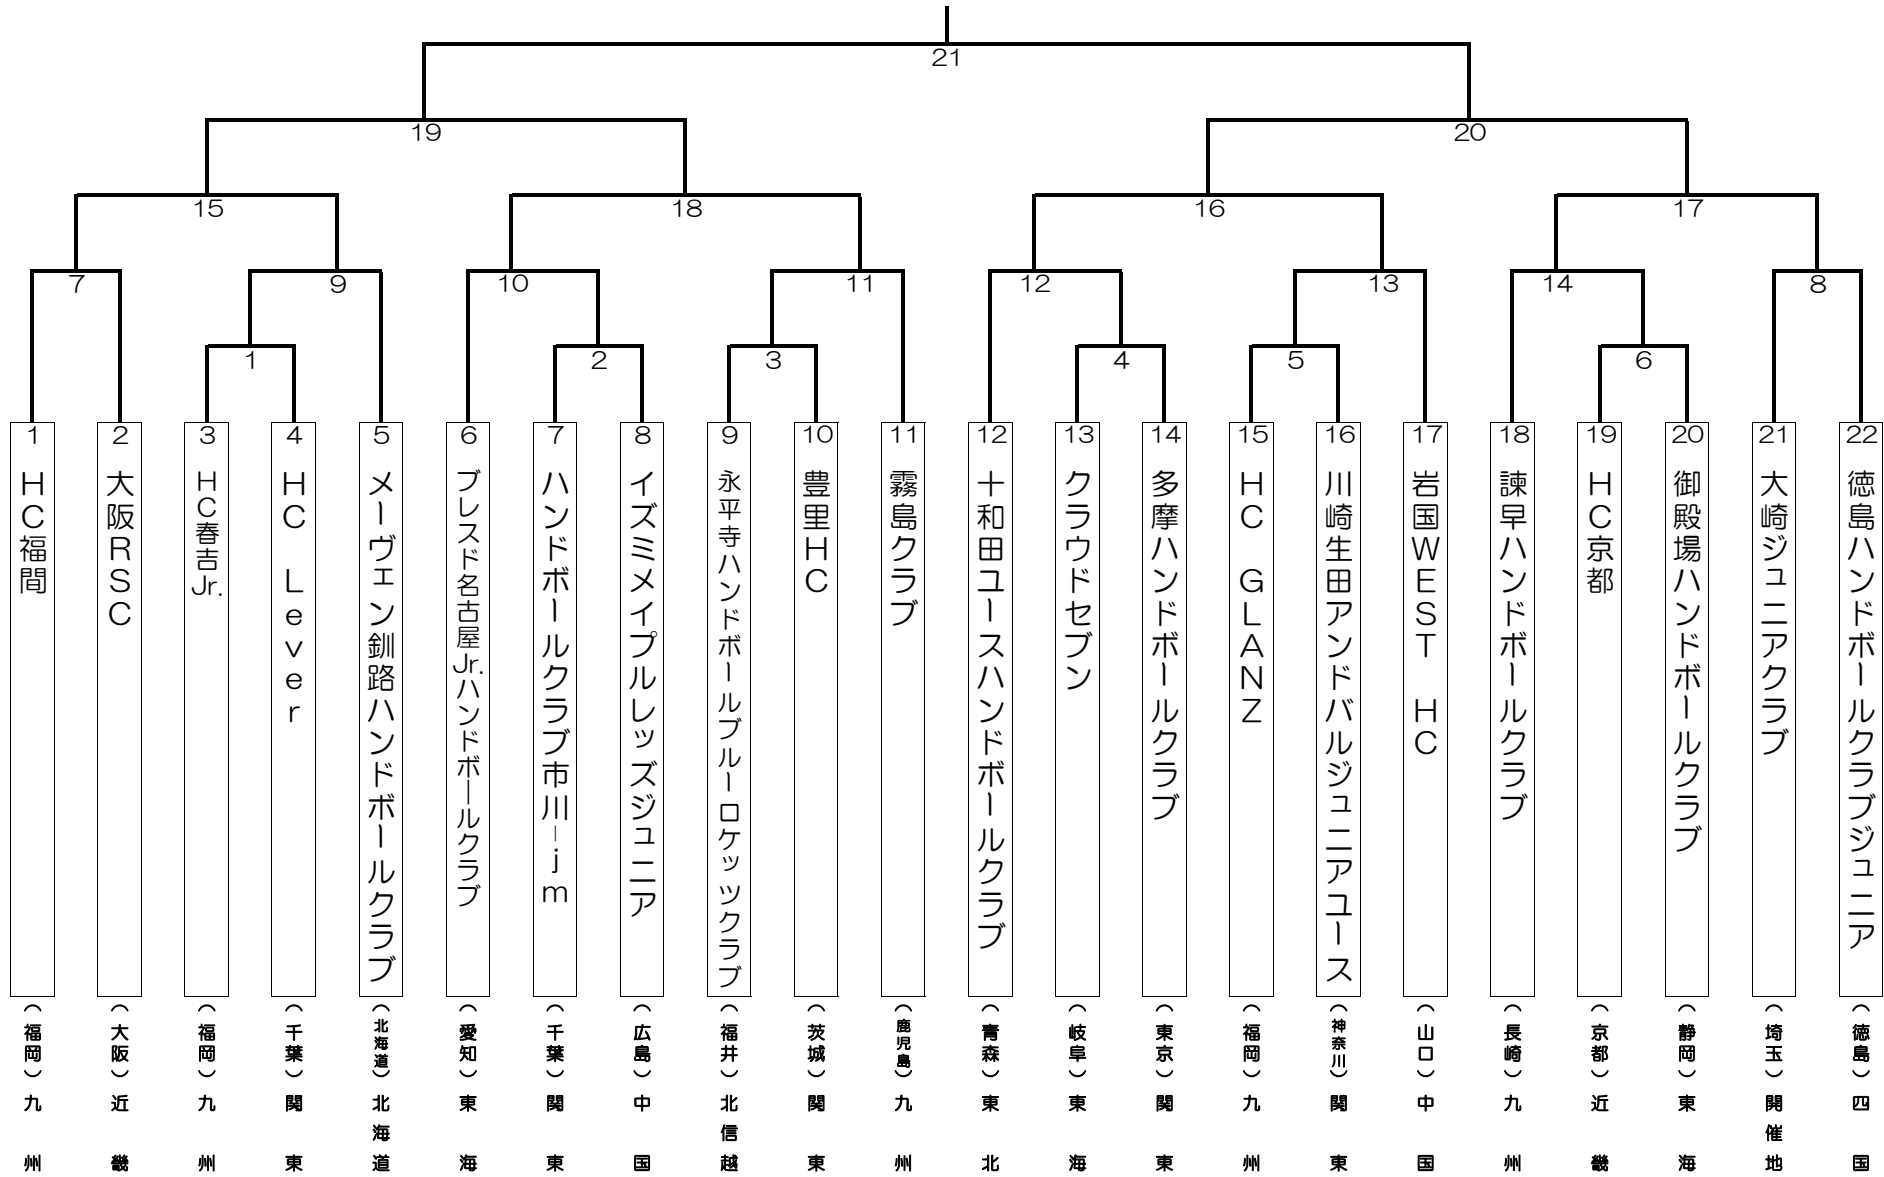 21
19
20
15
18
16
17
7
9
10
11
12
13
14
8
1
2
3
4
5
6
1 HC福間 (福岡) 九州
2 大阪RSC (大阪) 近畿
3 HC春吉Jr. (福岡) 九州
4 HC Lever (千葉) 関東
5 メーヴェン釧路ハンドボールクラブ (北海道) 北海道
6 ブレスド名古屋Jr.ハンドボールクラブ (愛知) 東海
7 ハンドボールクラブ市川-jm (千葉) 関東
8 イズミメイプルレッズジュニア (広島) 中国
9 永平寺ハンドボールブルーロケッツクラブ (福井) 北信越
10 豊里HC (茨城) 関東
11 霧島クラブ (鹿児島) 九州
12 十和田ユースハンドボールクラブ (青森) 東北
13 クラウドセブン (岐阜) 東海
14 多摩ハンドボールクラブ (東京) 関東
15 HC GLANZ (福岡) 九州
16 川崎生田アンドバルジュニアユース (神奈川) 関東
17 岩国WEST HC (山口) 中国
18 諫早ハンドボールクラブ (長崎) 九州
19 HC京都 (京都) 近畿
20 御殿場ハンドボールクラブ (静岡) 東海
21 大崎ジュニアクラブ (埼玉) 開催地
22 徳島ハンドボールクラブジュニア (徳島) 四国